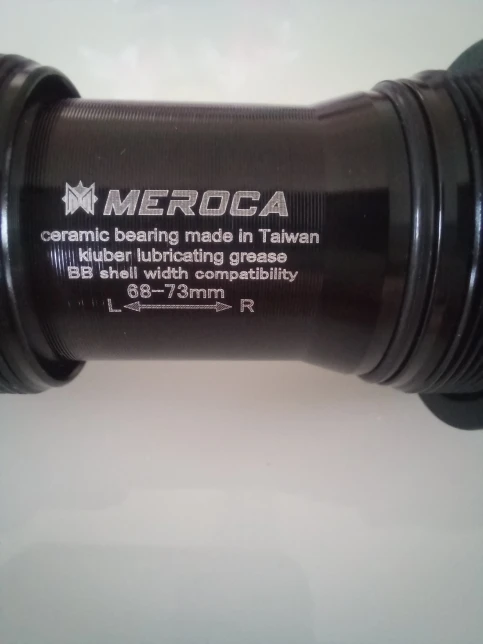 MEROCA
ceramic bearing made in Taiwan
kluber lubricating grease
BB shell width compatibility
68-73mm
L R